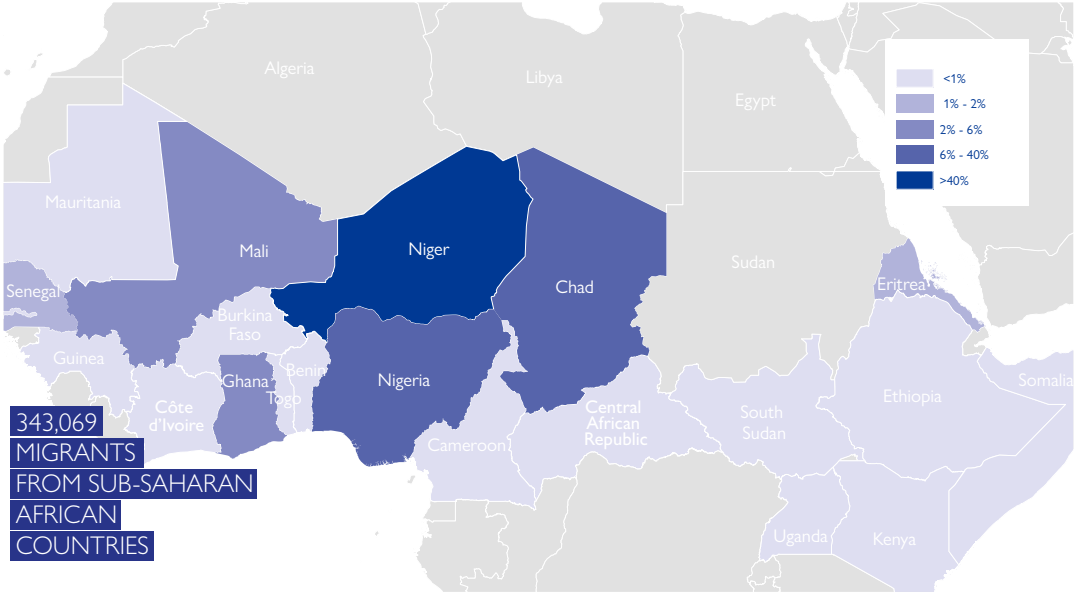 Algeria
Libya
Egypt
<1%
1% - 2%
2% - 6%
6% - 40%
>40%
Mauritania
Mali
Niger
Chad
Sudan
Eritrea
Senegal
Burkina
Faso
Guinea
Ghana
Benin
Togo
Nigeria
Côte
d'Ivoire
Cameroon
Central
African
Republic
South
Sudan
Ethiopia
Somalia
Uganda
Kenya
343,069
MIGRANTS
FROM SUB-SAHARAN
AFRICAN
COUNTRIES